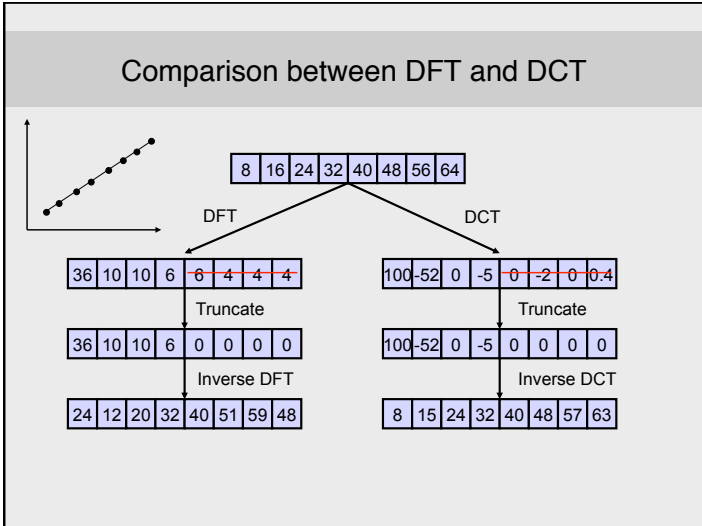 Comparison between DFT and DCT
8 16 24 32 40 48 56 64
DFT DCT
36 10 10 6 6 4 4 4 100 -52 0 -5 0 -2 0 0.4
Truncate Truncate
36 10 10 6 0 0 0 0 100 -52 0 -5 0 0 0 0
Inverse DFT Inverse DCT
24 12 20 32 40 51 59 48 8 15 24 32 40 48 57 63